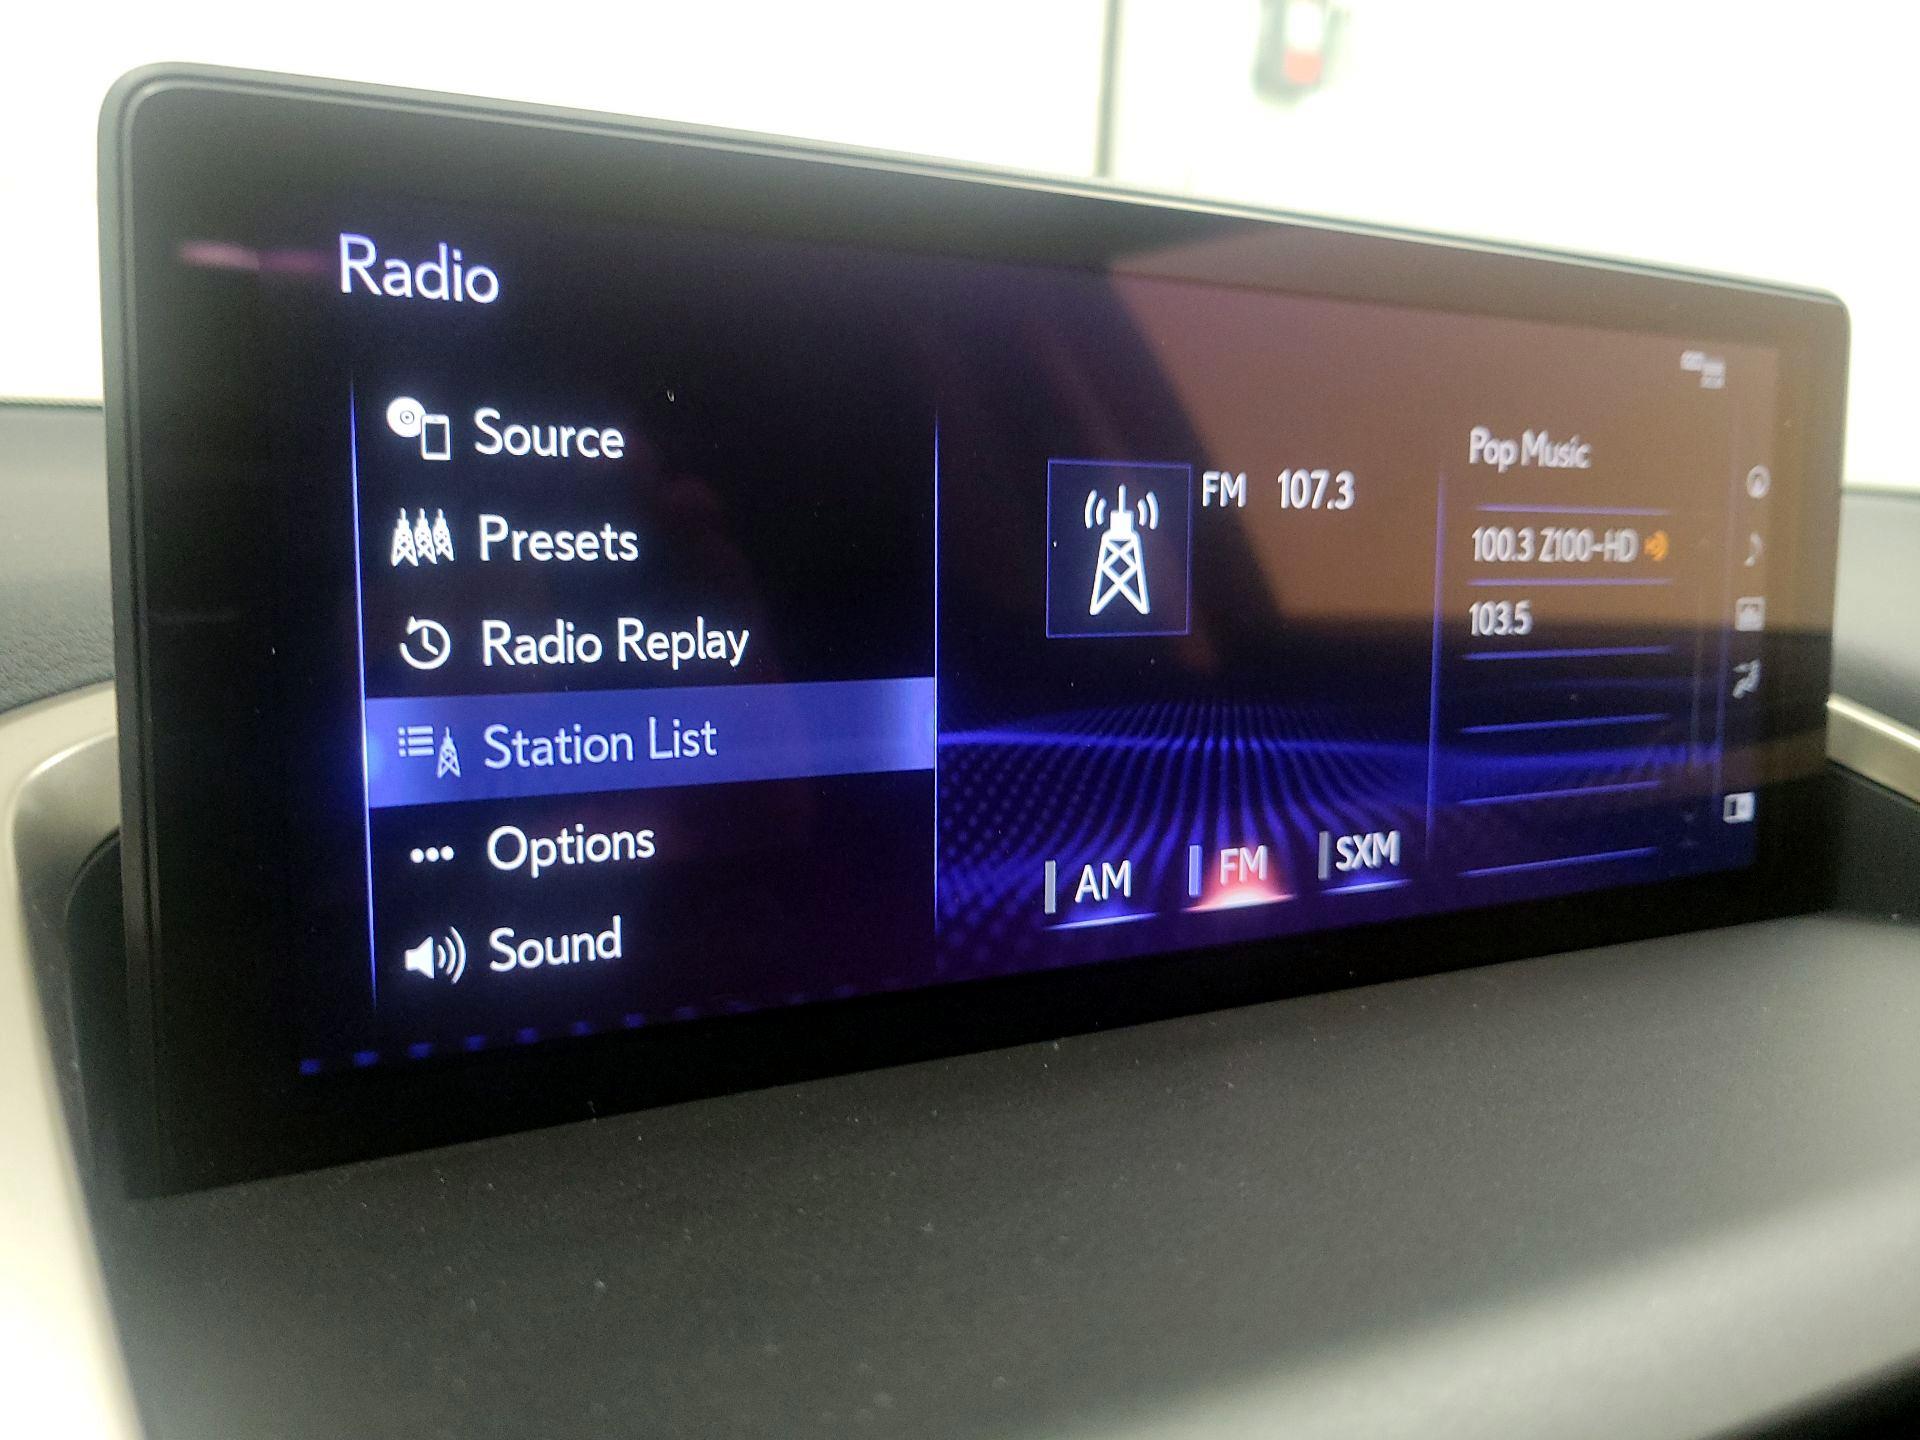 Radio
Source
Presets
Radio Replay
Station List
Options
Sound
FM 107.3
AM
FM
SXM
Pop Music
100.3 Z100-HD
103.5